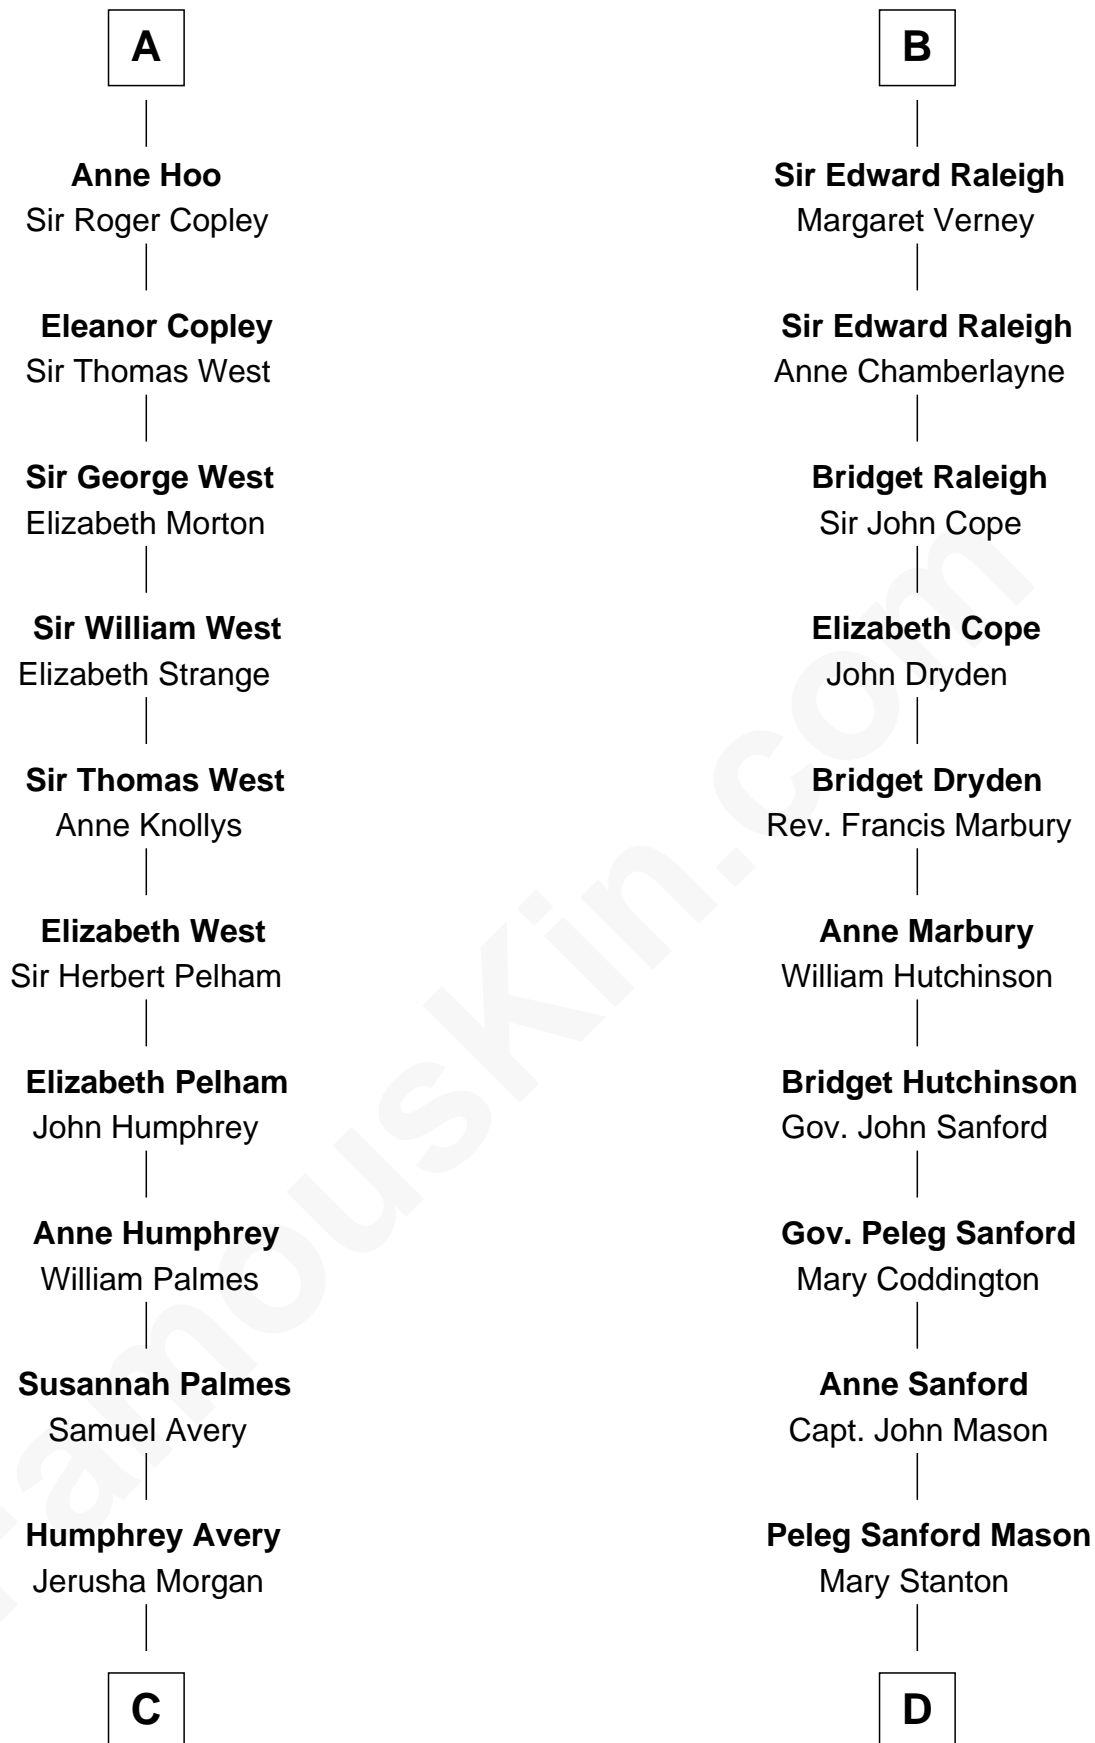 A
Anne Hoo
Sir Roger Copley
Eleanor Copley
Sir Thomas West
Sir George West
Elizabeth Morton
Sir William West
Elizabeth Strange
Sir Thomas West
Anne Knollys
Elizabeth West
Sir Herbert Pelham
Elizabeth Pelham
John Humphrey
Anne Humphrey
William Palmes
Susannah Palmes
Samuel Avery
Humphrey Avery
Jerusha Morgan
C
B
Sir Edward Raleigh
Margaret Verney
Sir Edward Raleigh
Anne Chamberlayne
Bridget Raleigh
Sir John Cope
Elizabeth Cope
John Dryden
Bridget Dryden
Rev. Francis Marbury
Anne Marbury
William Hutchinson
Bridget Hutchinson
Gov. John Sanford
Gov. Peleg Sanford
Mary Coddington
Anne Sanford
Capt. John Mason
Peleg Sanford Mason
Mary Stanton
D
FamousKin.com